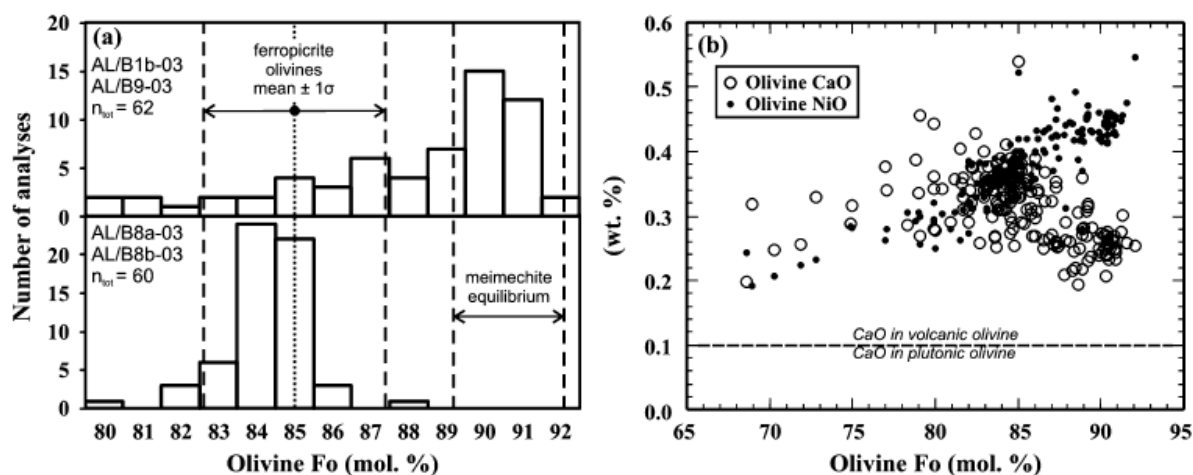 (a)
AL/B1b-03
AL/B9-03
ntot = 62
ferropicrite
olivines
mean ± 1σ
20
15
10
5
0
AL/B8a-03
AL/B8b-03
ntot = 60
meimechite
equilibrium
20
15
10
5
0
Number of analyses
80 81 82 83 84 85 86 87 88 89 90 91 92
Olivine Fo (mol. %)
(b)
Olivine CaO
Olivine NiO
CaO in volcanic olivine
CaO in plutonic olivine
0.6
0.5
0.4
0.3
0.2
0.1
0.0
(wt. %)
65 70 75 80 85 90 95
Olivine Fo (mol. %)